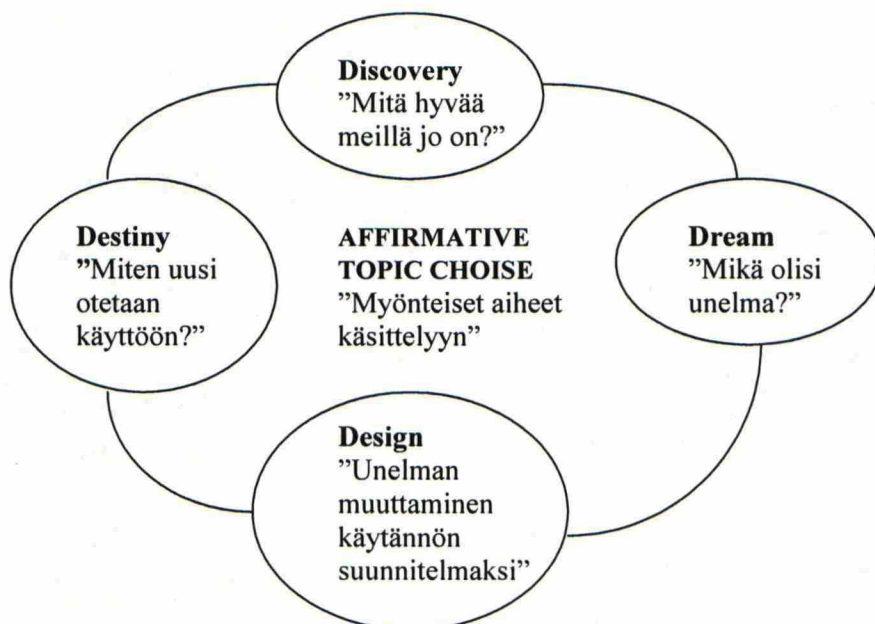 Discovery
”Mitä hyvää
meillä jo on?”
Destiny
”Miten uusi
otetaan
käyttöön?”
AFFIRMATIVE
TOPIC CHOISE
”Myönteiset aiheet
käsittelyyn”
Dream
”Mikä olisi
unelma?”
Design
”Unelman
muuttaminen
käytännön
suunnitelmaksi”